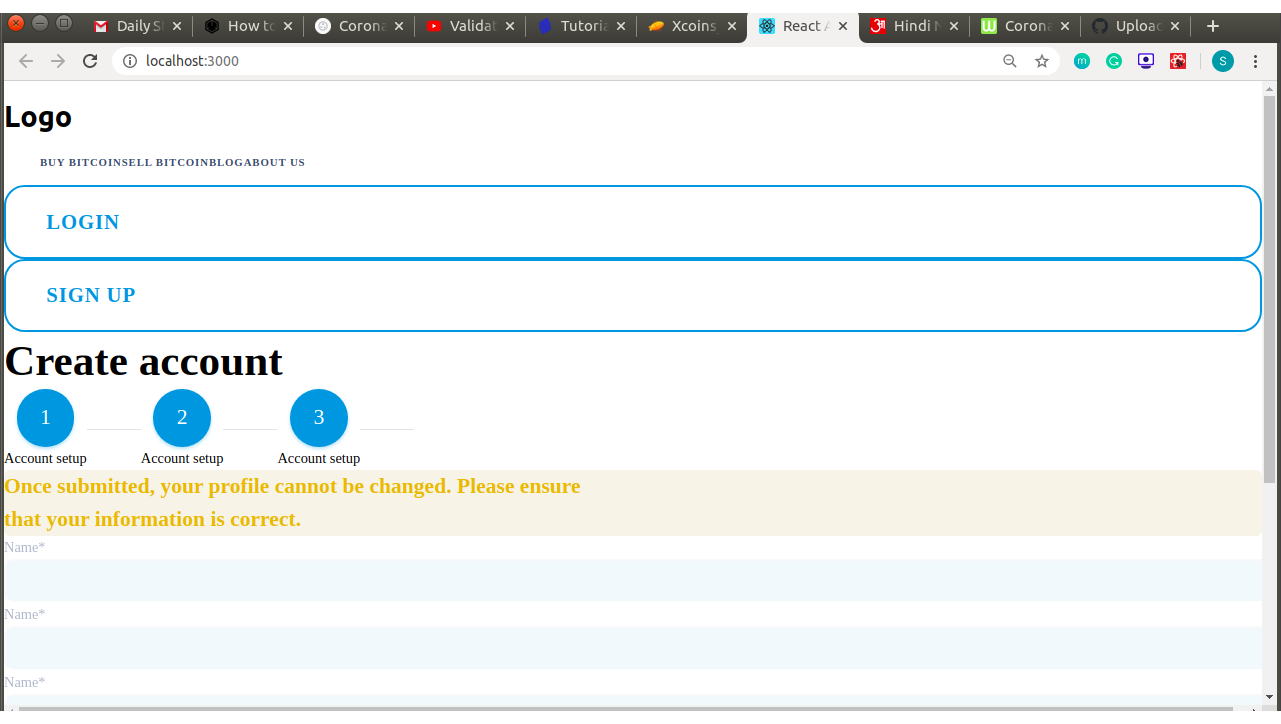 Daily S
How to
Corona
Validat
Tutoria
Xcoins
React A
Hindi N
Corona
Upload
localhost:3000
S
Logo
BUY BITCOINSELL BITCOINBLOGABOUT US
LOGIN
SIGN UP
Create account
1 2 3
Account setup Account setup Account setup
Once submitted, your profile cannot be changed. Please ensure
that your information is correct.
Name*
Name*
Name*